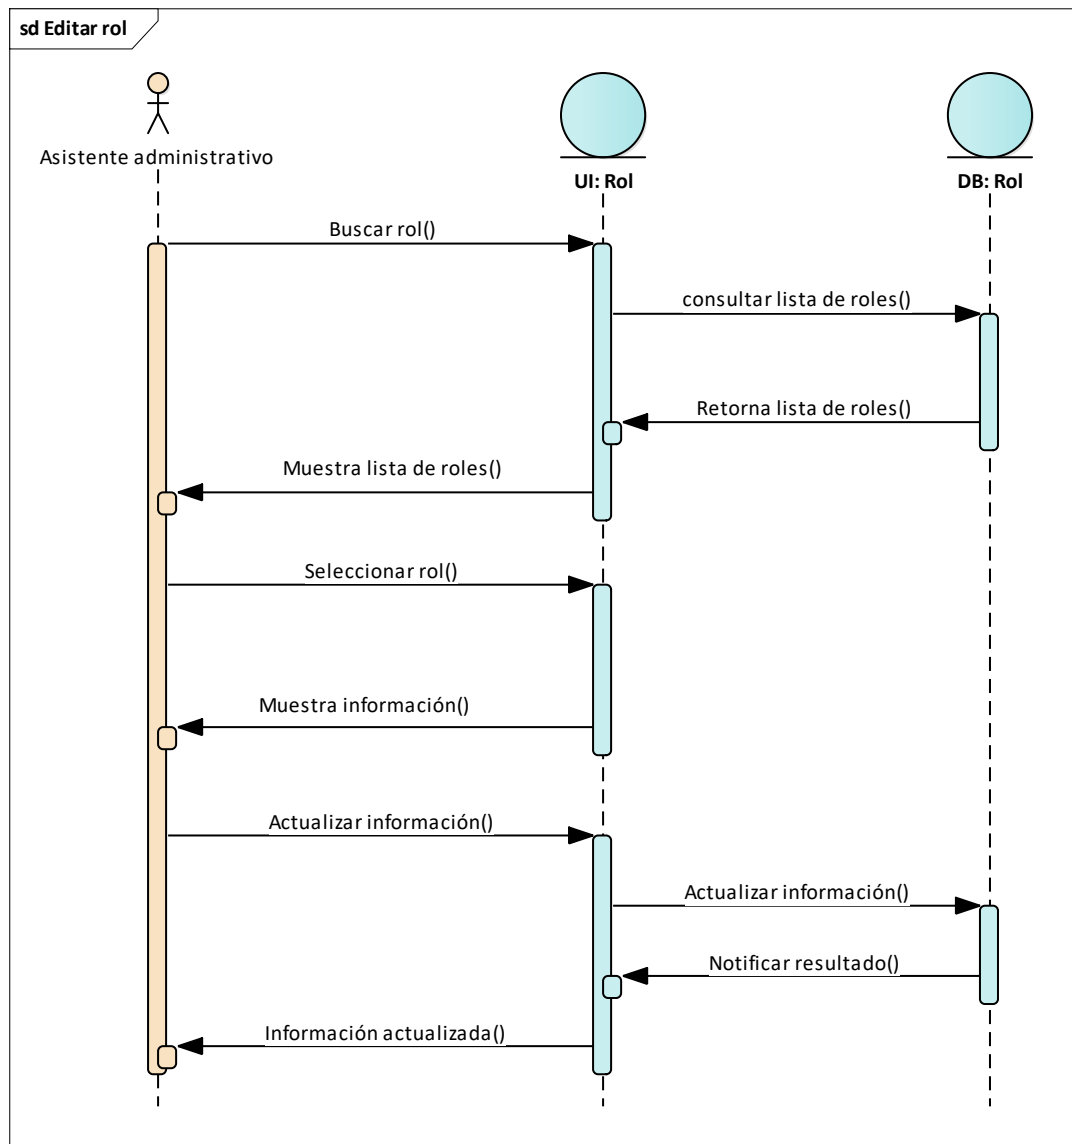 sd Editar rol
Asistente administrativo
UI: Rol
DB: Rol
Buscar rol()
consultar lista de roles()
Retorna lista de roles()
Muestra lista de roles()
Seleccionar rol()
Muestra información()
Actualizar información()
Actualizar información()
Notificar resultado()
Información actualizada()